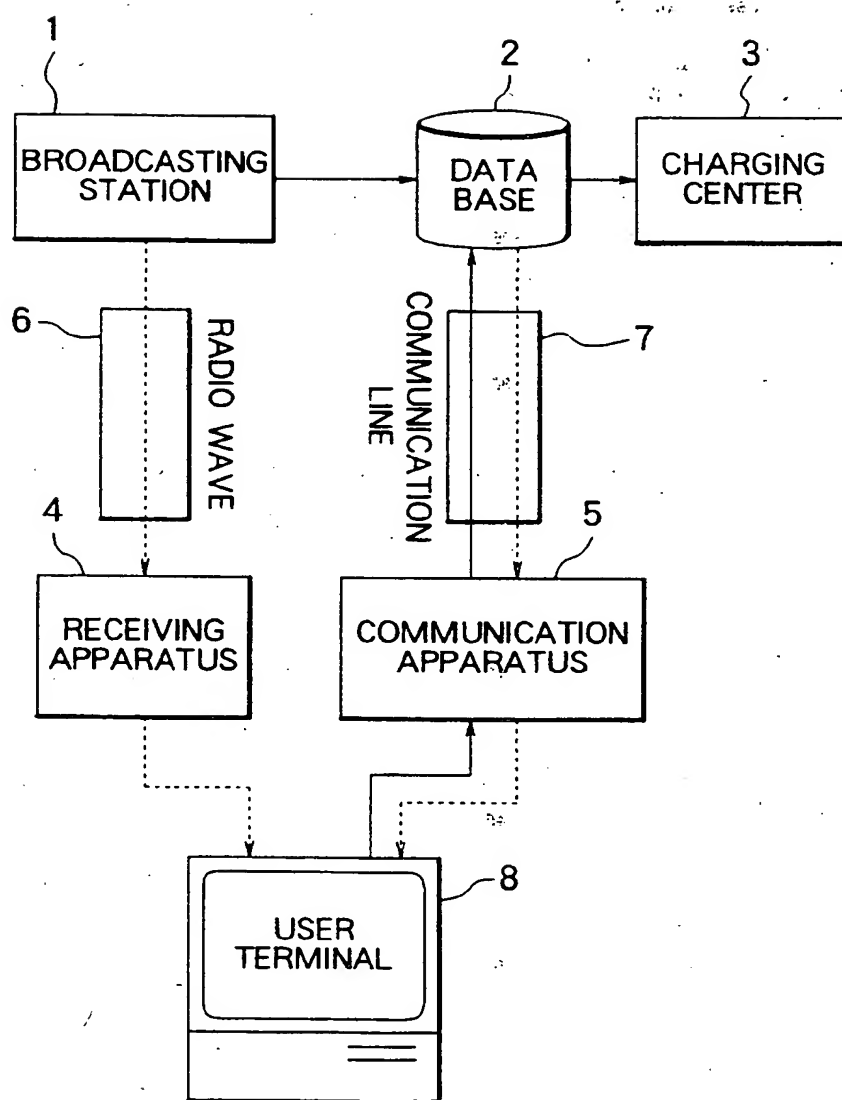 1
2
3
BROADCASTING
STATION
DATA
BASE
CHARGING
CENTER
6
RADIO WAVE
COMMUNICATION
LINE
7
4
5
RECEIVING
APPARATUS
COMMUNICATION
APPARATUS
8
USER
TERMINAL